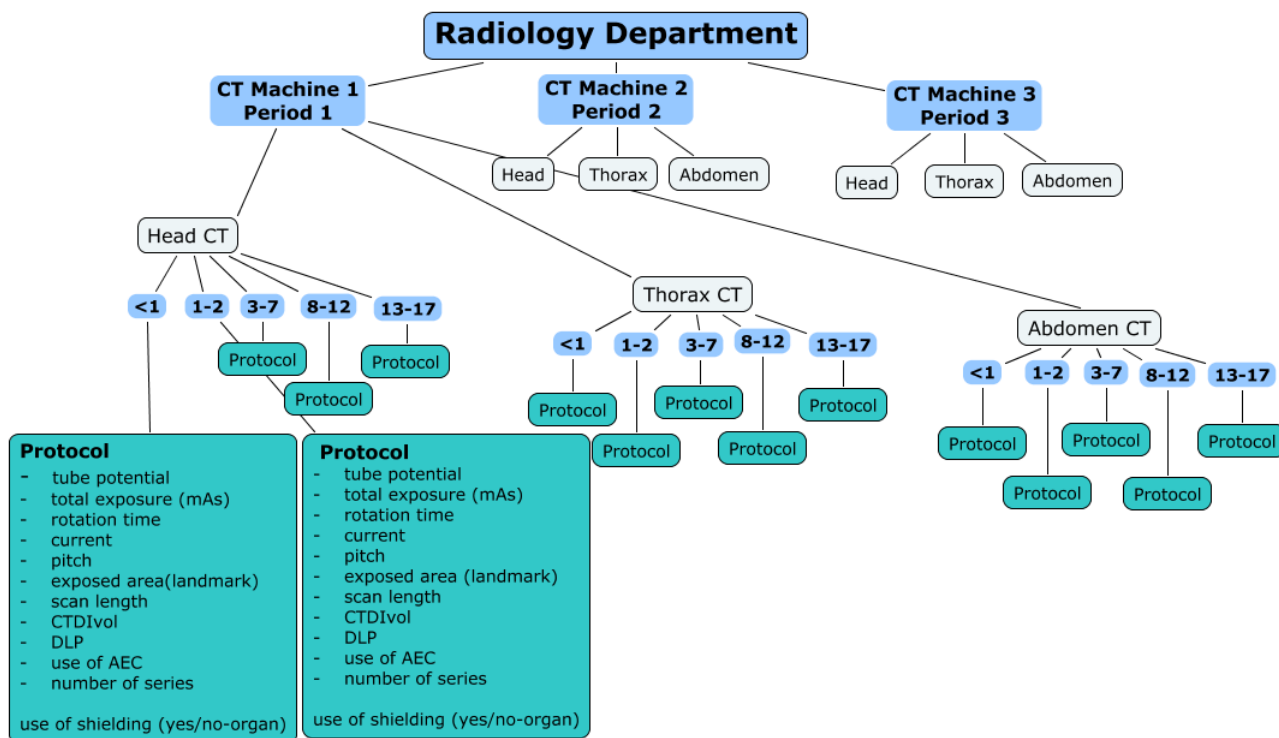 Radiology Department
CT Machine 1
Period 1
CT Machine 2
Period 2
CT Machine 3
Period 3
Head
Thorax
Abdomen
Head
Thorax
Abdomen
Head CT
<1
1-2
3-7
8-12
13-17
Protocol
Protocol
Protocol
Thorax CT
<1
1-2
3-7
8-12
13-17
Protocol
Protocol
Protocol
Protocol
Protocol
Abdomen CT
<1
1-2
3-7
8-12
13-17
Protocol
Protocol
Protocol
Protocol
Protocol
Protocol
- tube potential
- total exposure (mAs)
- rotation time
- current
- pitch
- exposed area(landmark)
- scan length
- CTDIvol
- DLP
- use of AEC
- number of series
use of shielding (yes/no-organ)
Protocol
- tube potential
- total exposure (mAs)
- rotation time
- current
- pitch
- exposed area (landmark)
- scan length
- CTDIvol
- DLP
- use of AEC
- number of series
use of shielding (yes/no-organ)